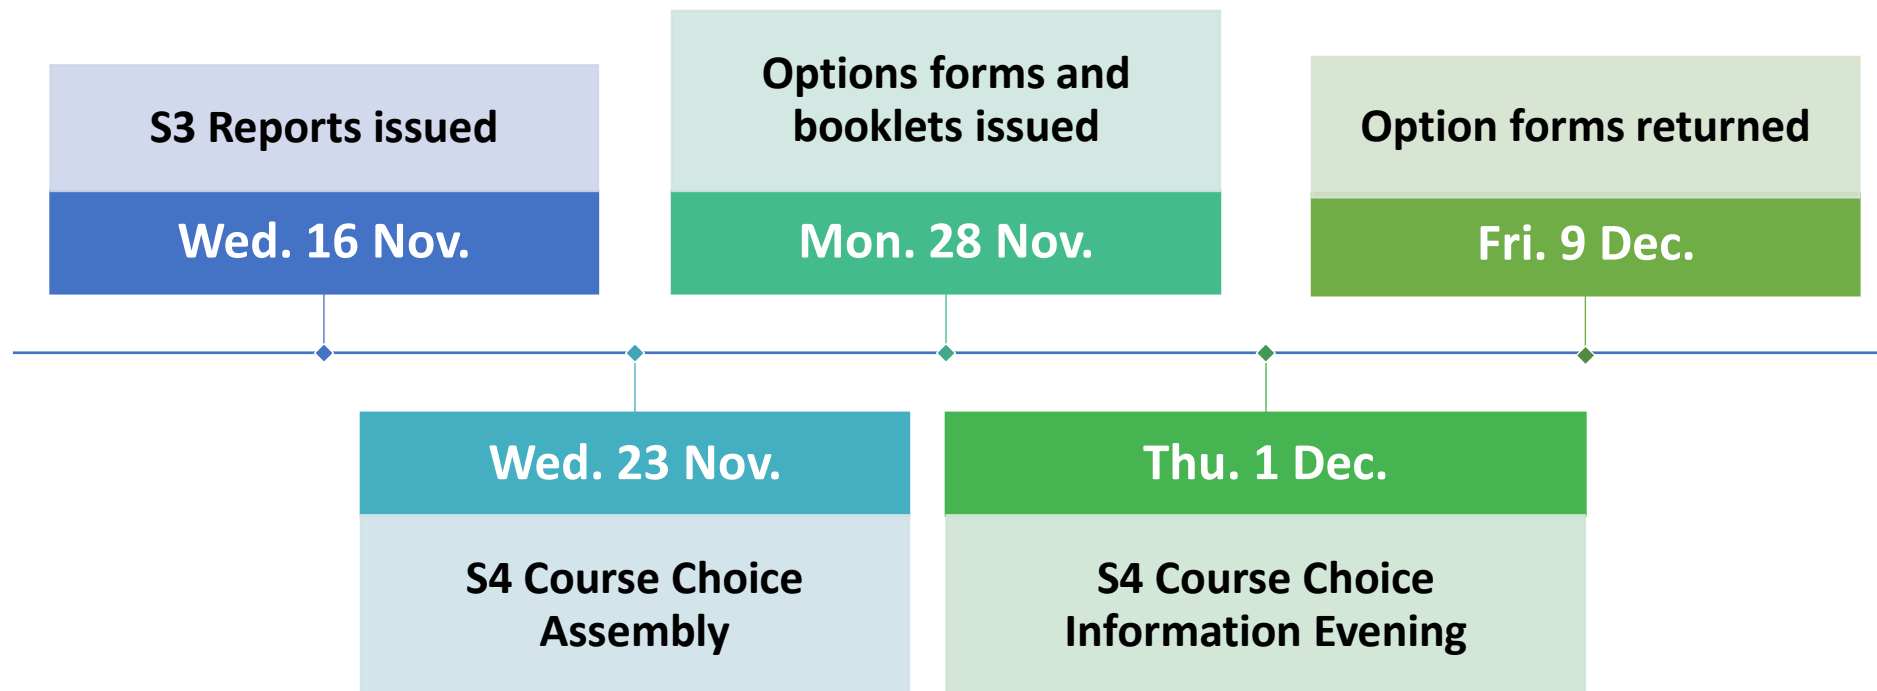 S3 Reports issued
Wed. 16 Nov.
Wed. 23 Nov.
S4 Course Choice
Assembly
Options forms and
booklets issued
Mon. 28 Nov.
Thu. 1 Dec.
S4 Course Choice
Information Evening
Option forms returned
Fri. 9 Dec.